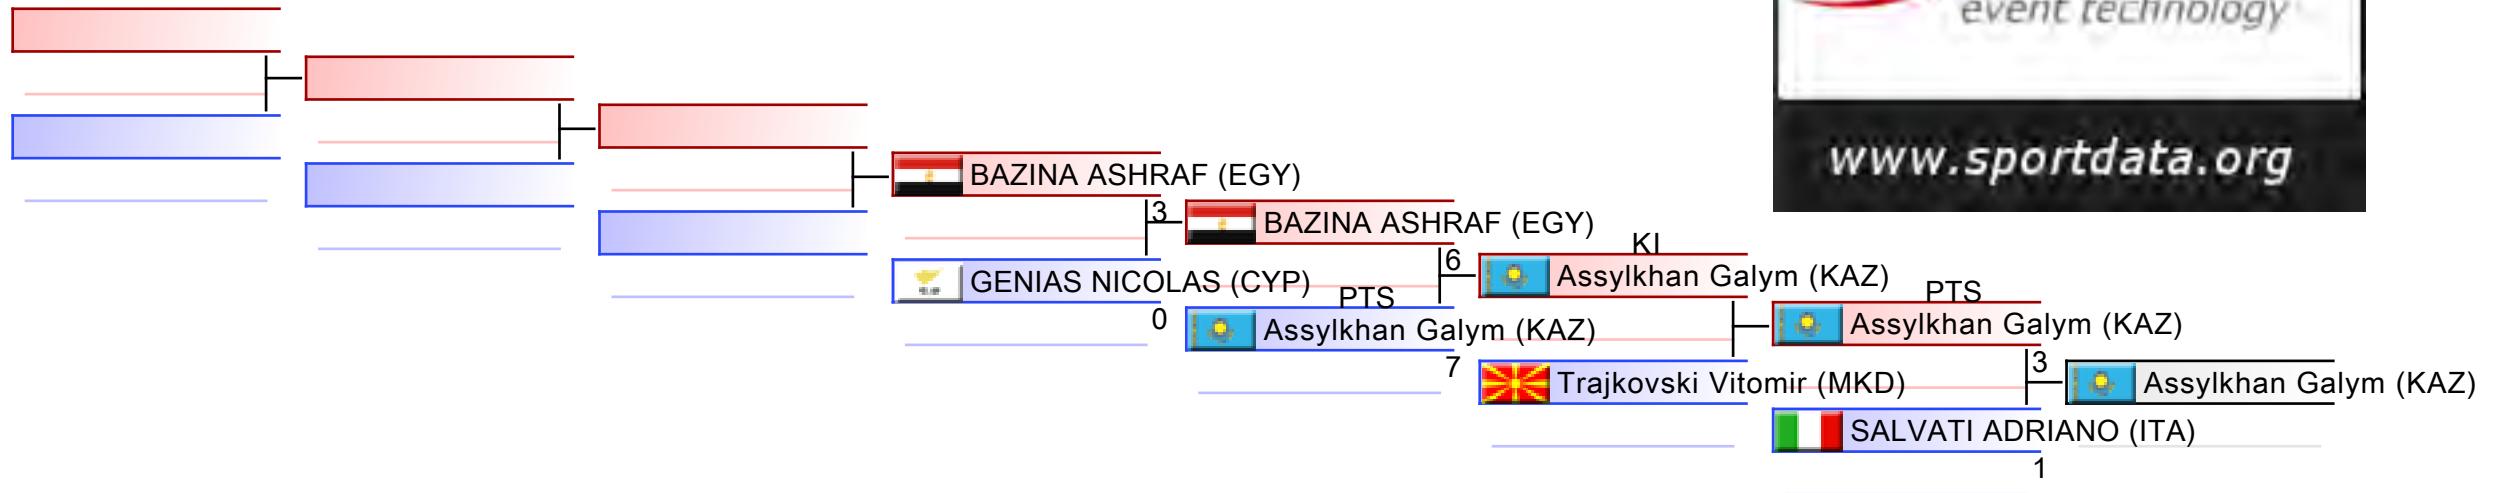 event technology
www.sportdata.org
BAZINA ASHRAF (EGY)
3
GENIAS NICOLAS (CYP)
0
BAZINA ASHRAF (EGY)
6
PTS
Assylkhan Galym (KAZ)
7
KI
Assylkhan Galym (KAZ)
Trajkovski Vitomir (MKD)
PTS
Assylkhan Galym (KAZ)
3
SALVATI ADRIANO (ITA)
1
Assylkhan Galym (KAZ)